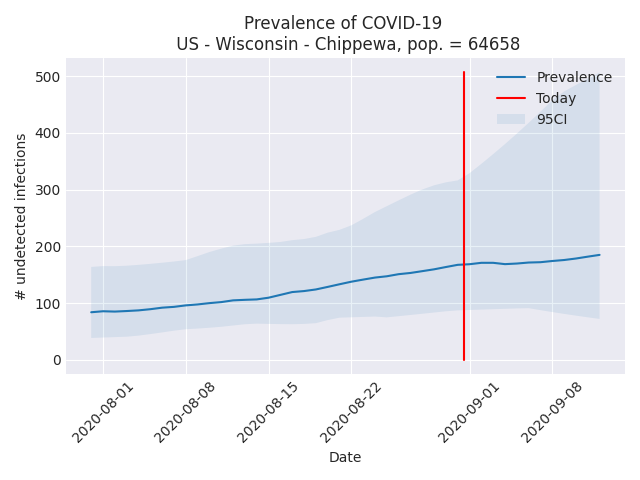 Prevalence of COVID-19
US - Wisconsin - Chippewa, pop. = 64658
500
400
300
200
100
0
# undetected infections
Prevalence
Today
95CI
2020-08-01
2020-08-08
2020-08-15
2020-08-22
2020-09-01
2020-09-08
Date